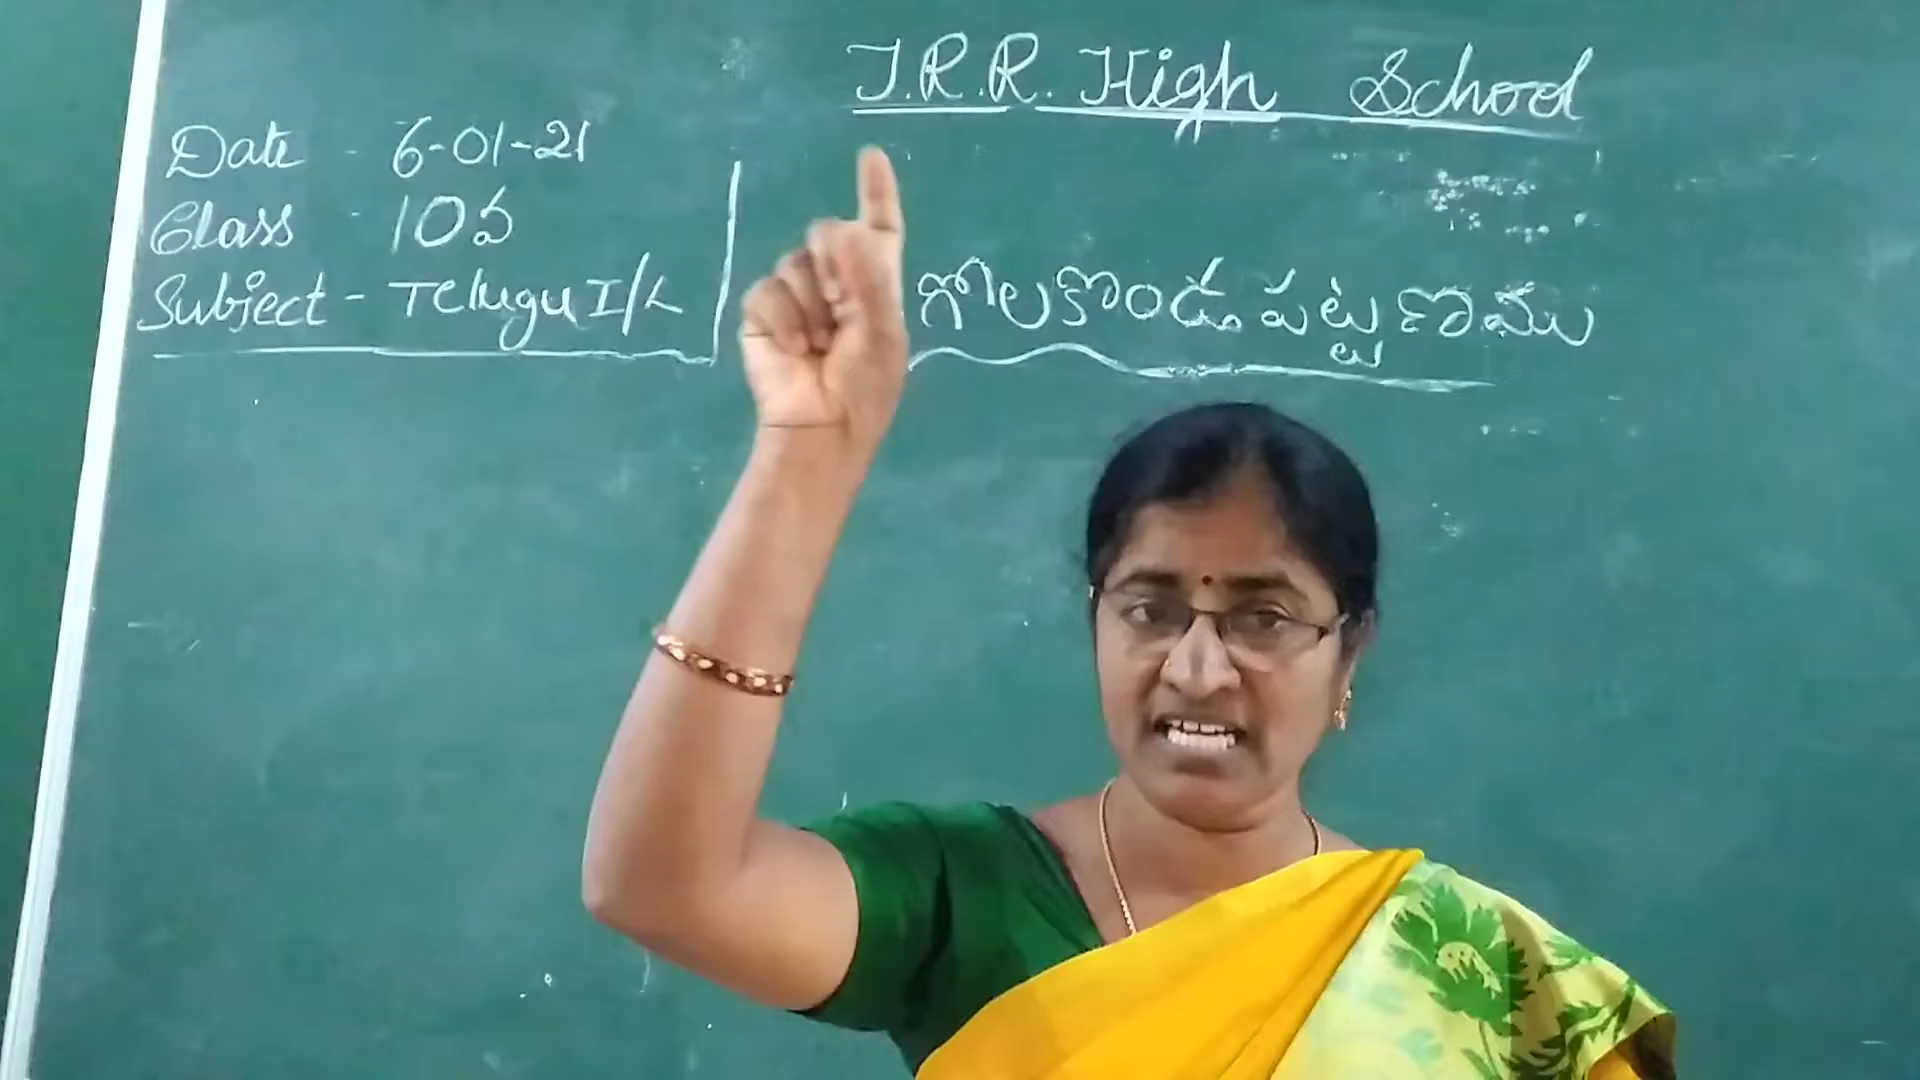 T.R.R. High School
Date - 6-01-21
Class - 10వ
Subject - Telugu I/L
గోలకొండ పట్టణము